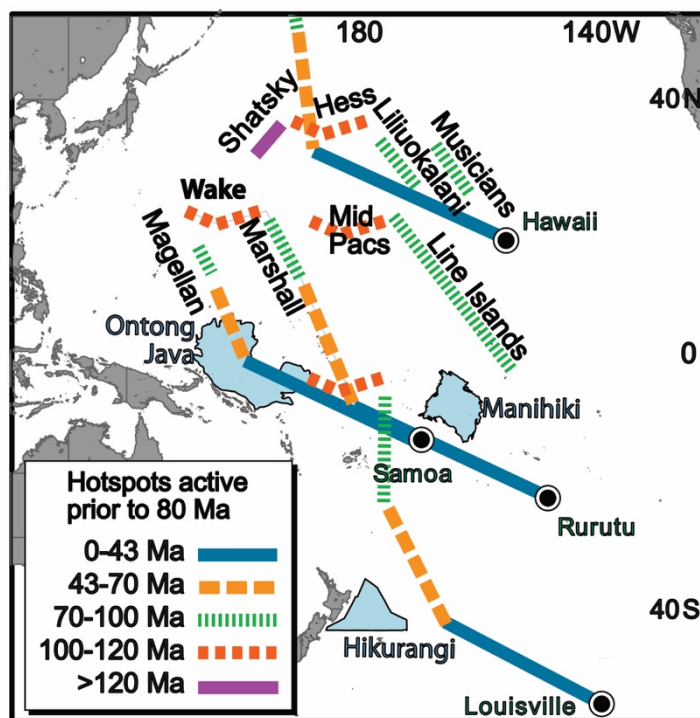 180
140W
40N
Shatsky
Hess
Liliuokalani
Musicians
Hawaii
Wake
Magellan
Marshall
Mid
Pacs
Line Islands
Ontong
Java
0
Manihiki
Samoa
Rurutu
Hotspots active
prior to 80 Ma
0-43 Ma
43-70 Ma
70-100 Ma
100-120 Ma
>120 Ma
40S
Hikurangi
Louisville